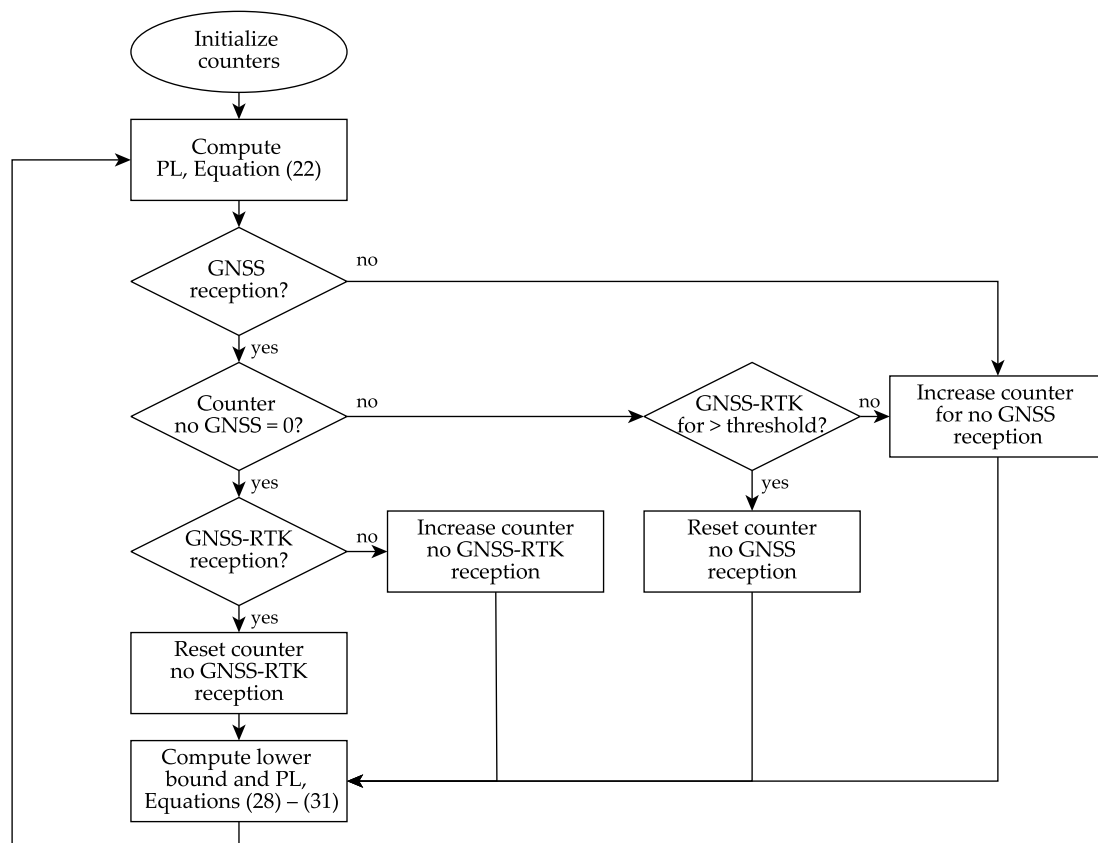 Initialize
counters
Compute
PL, Equation (22)
GNSS
reception?
no
yes
Counter
no GNSS = 0?
no
GNSS-RTK
for > threshold?
no
Increase counter
for no GNSS
reception
yes
yes
GNSS-RTK
reception?
no
Increase counter
no GNSS-RTK
reception
Reset counter
no GNSS
reception
yes
Reset counter
no GNSS-RTK
reception
Compute lower
bound and PL,
Equations (28) – (31)